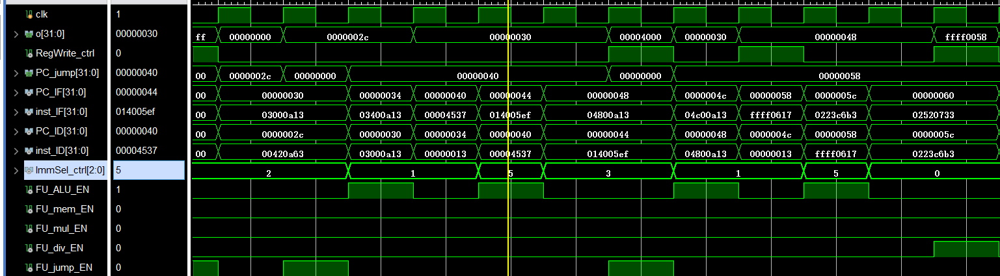 clk 1
o[31:0] 00000030 ff 00000000 0000002c 00000030 00004000 00000030 00000048 ffff0058
RegWrite_ctrl 0
PC_jump[31:0] 00000040 00 0000002c 00000000 00000040 00000000 00000058
PC_IF[31:0] 00000044 00 00000030 00000034 00000040 00000044 00000048 0000004c 00000058 0000005c 00000060
inst_IF[31:0] 014005ef 00 03000a13 03400a13 00004537 014005ef 04800a13 04c00a13 ffff0617 0223c6b3 02520733
PC_ID[31:0] 00000040 00 0000002c 00000030 00000034 00000040 00000044 00000048 0000004c 00000058 0000005c
inst_ID[31:0] 00004537 00 00420a63 03000a13 00000013 00004537 014005ef 04800a13 00000013 ffff0617 0223c6b3
ImmSel_ctrl[2:0] 5 2 1 5 3 1 5 0
FU_ALU_EN 1
FU_mem_EN 0
FU_mul_EN 0
FU_div_EN 0
FU_jump_EN 0